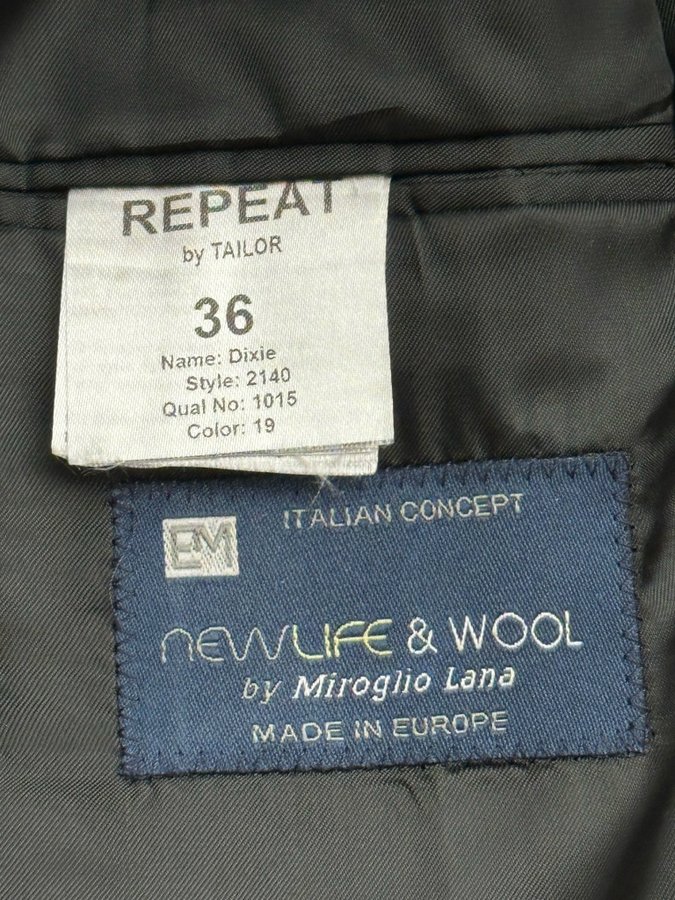 REPEAT
by TAILOR
36
Name: Dixie
Style: 2140
Qual No: 1015
Color: 19
ITALIAN CONCEPT
EM
NEWLIFE & WOOL
by Miroglio Lana
MADE IN EUROPE